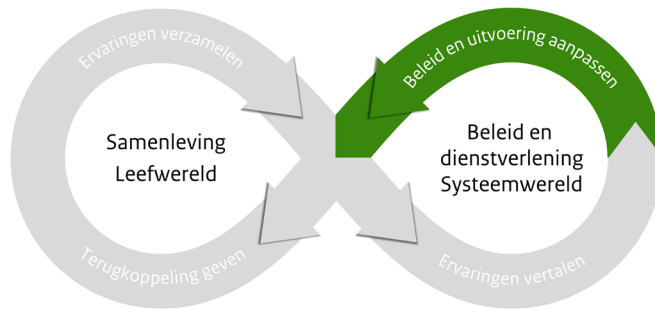 Ervaringen verzamelen
Beleid en uitvoering aanpassen
Samenleving
Leefwereld
Beleid en
dienstverlening
Systeemwereld
Terugkoppeling geven
Ervaringen vertalen